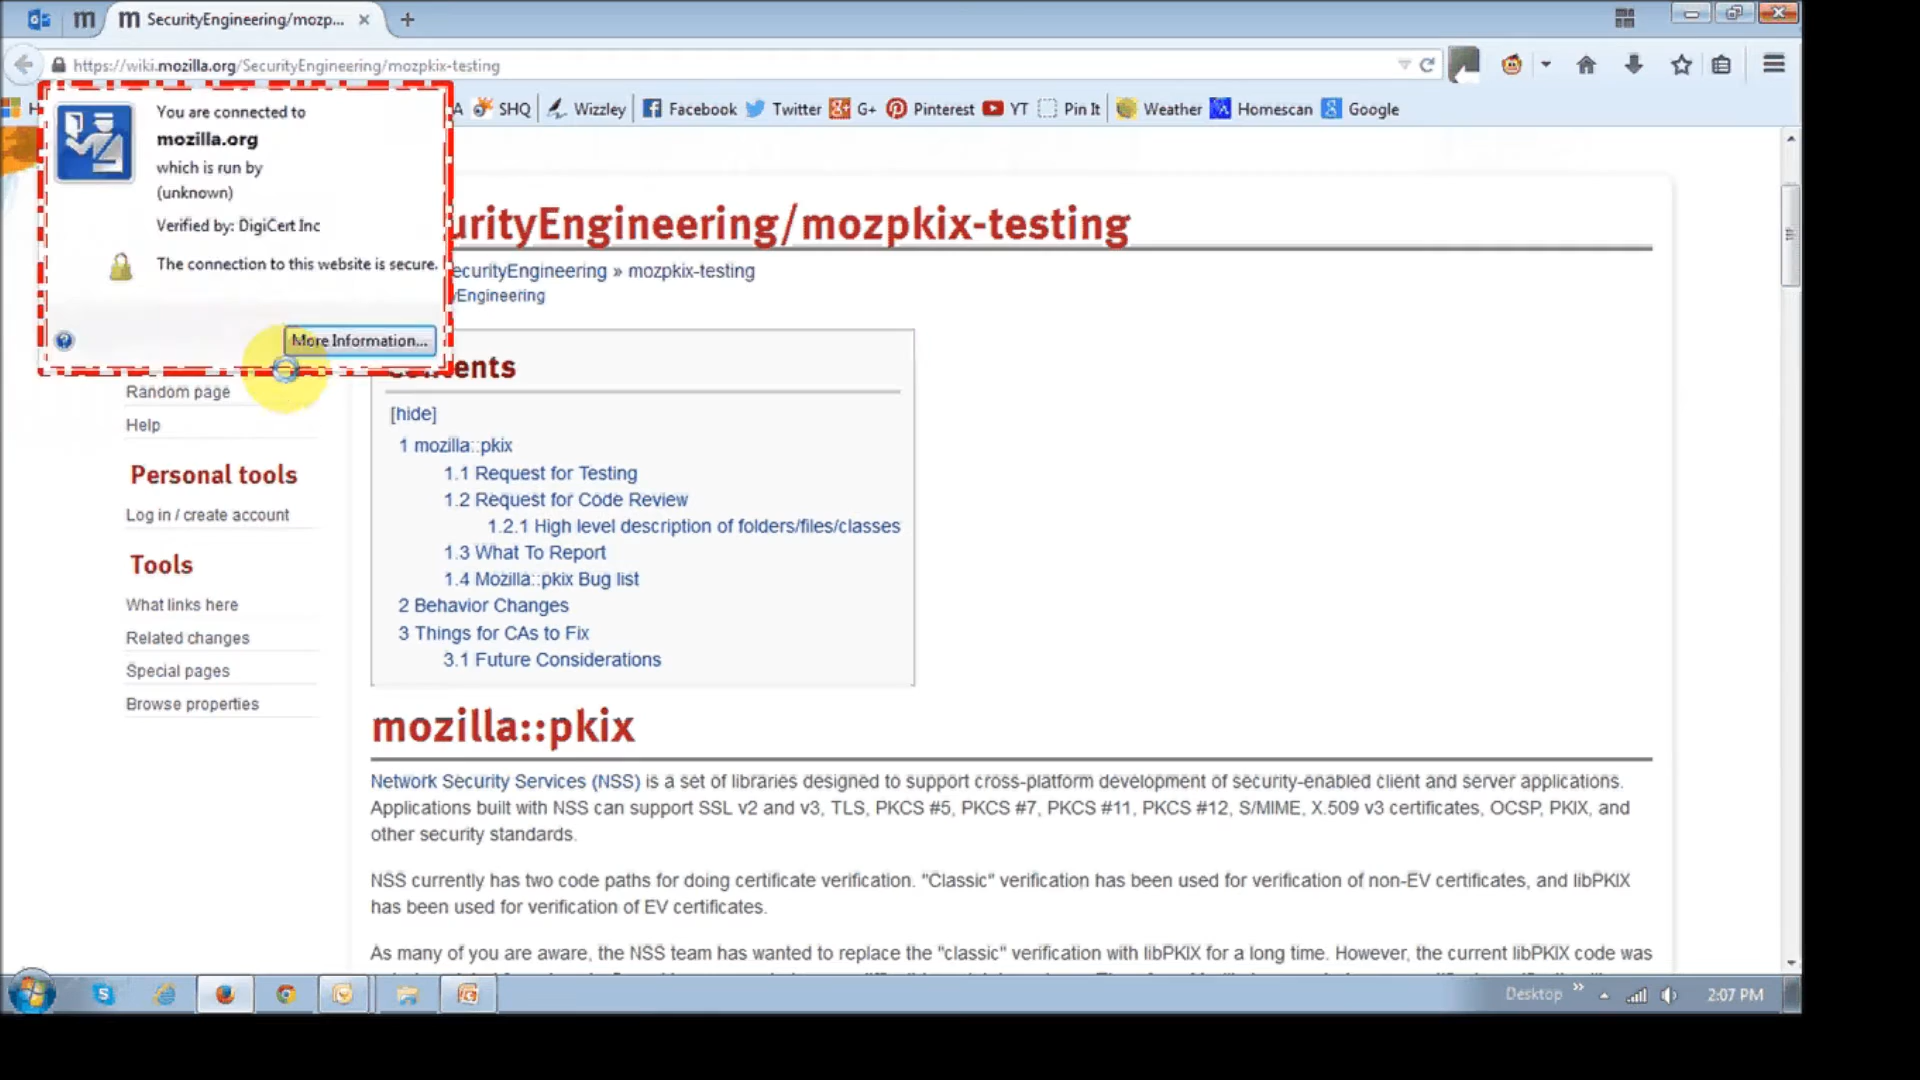 SecurityEngineering/mozp...
https://wiki.mozilla.org/SecurityEngineering/mozpkix-testing
SHQ Wizzley Facebook Twitter G+ Pinterest YT Pin It Weather Homescan Google
You are connected to
mozilla.org
which is run by
(unknown)
Verified by: DigiCert Inc
The connection to this website is secure.
More Information...
urityEngineering/mozpkix-testing
ecurityEngineering » mozpkix-testing
yEngineering
Random page
Help
Personal tools
Log in / create account
Tools
What links here
Related changes
Special pages
Browse properties
Contents
[hide]
1 mozilla::pkix
1.1 Request for Testing
1.2 Request for Code Review
1.2.1 High level description of folders/files/classes
1.3 What To Report
1.4 Mozilla::pkix Bug list
2 Behavior Changes
3 Things for CAs to Fix
3.1 Future Considerations
mozilla::pkix
Network Security Services (NSS) is a set of libraries designed to support cross-platform development of security-enabled client and server applications.
Applications built with NSS can support SSL v2 and v3, TLS, PKCS #5, PKCS #7, PKCS #11, PKCS #12, S/MIME, X.509 v3 certificates, OCSP, PKIX, and
other security standards.
NSS currently has two code paths for doing certificate verification. "Classic" verification has been used for verification of non-EV certificates, and libPKIX
has been used for verification of EV certificates.
As many of you are aware, the NSS team has wanted to replace the "classic" verification with libPKIX for a long time. However, the current libPKIX code was
Desktop
2:07 PM